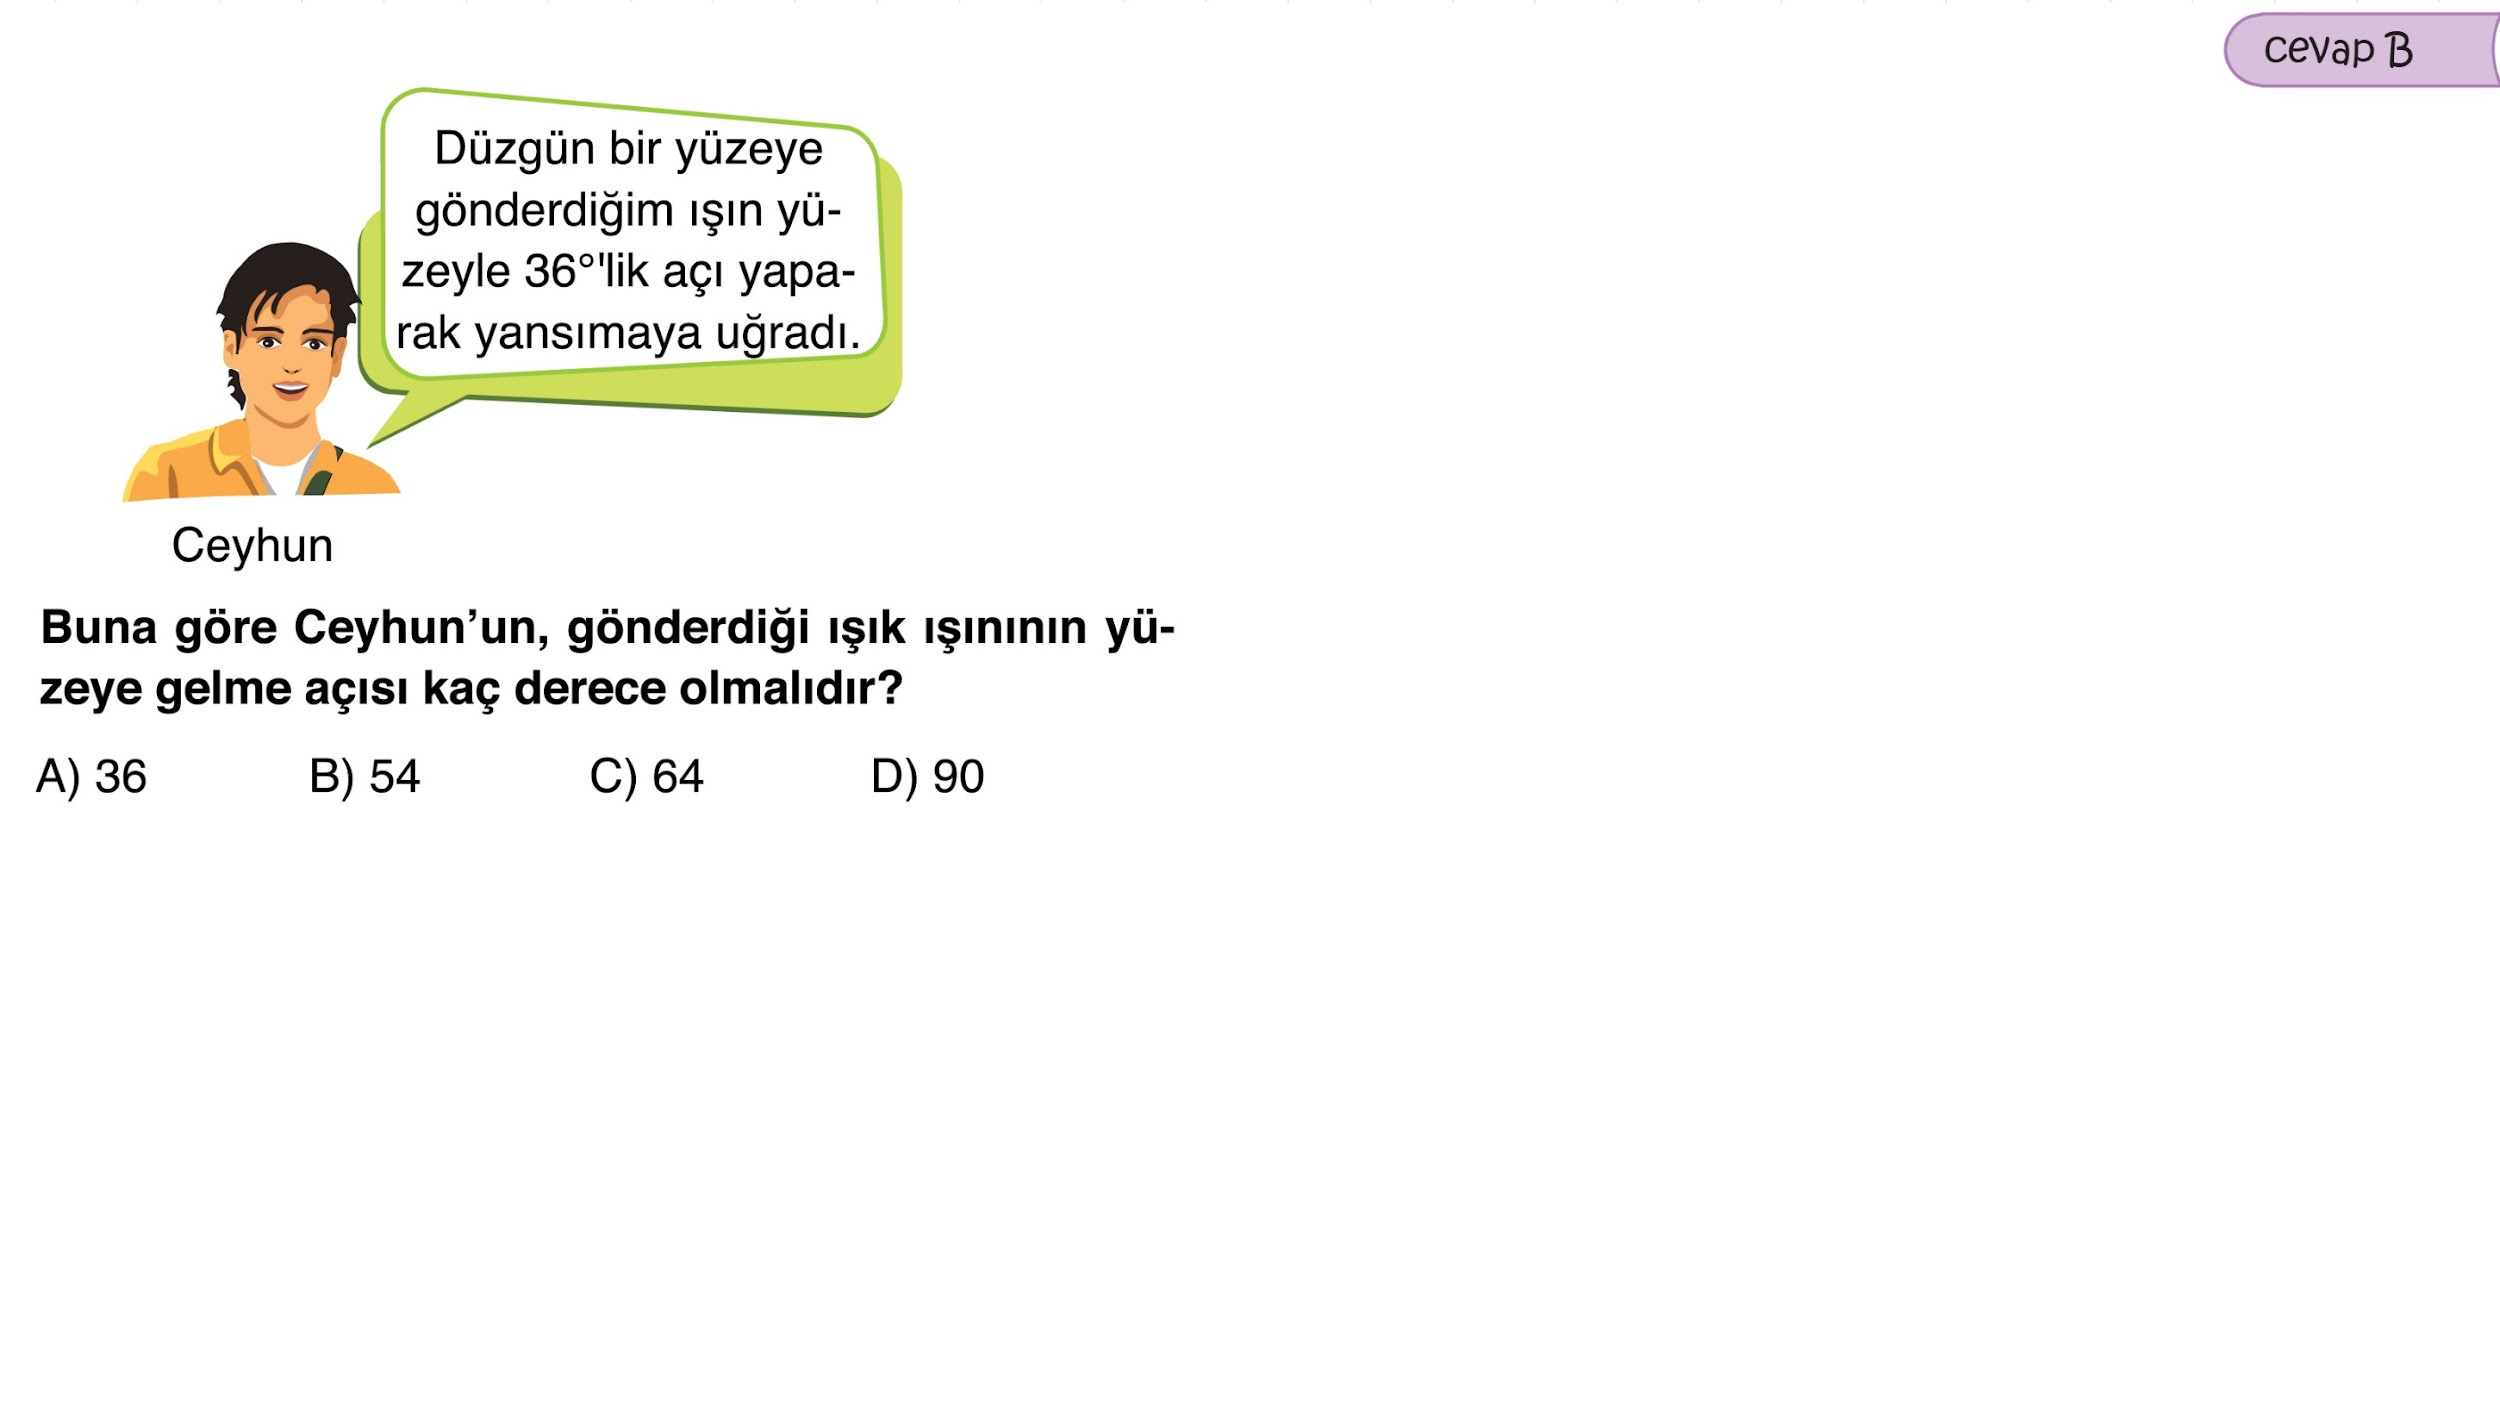 cevap B
Düzgün bir yüzeye
gönderdiğim ışın yü-
zeyle 36°'lik açı yapa-
rak yansımaya uğradı.
Ceyhun
Buna göre Ceyhun’un, gönderdiği ışık ışınının yü-
zeye gelme açısı kaç derece olmalıdır?
A) 36 B) 54 C) 64 D) 90